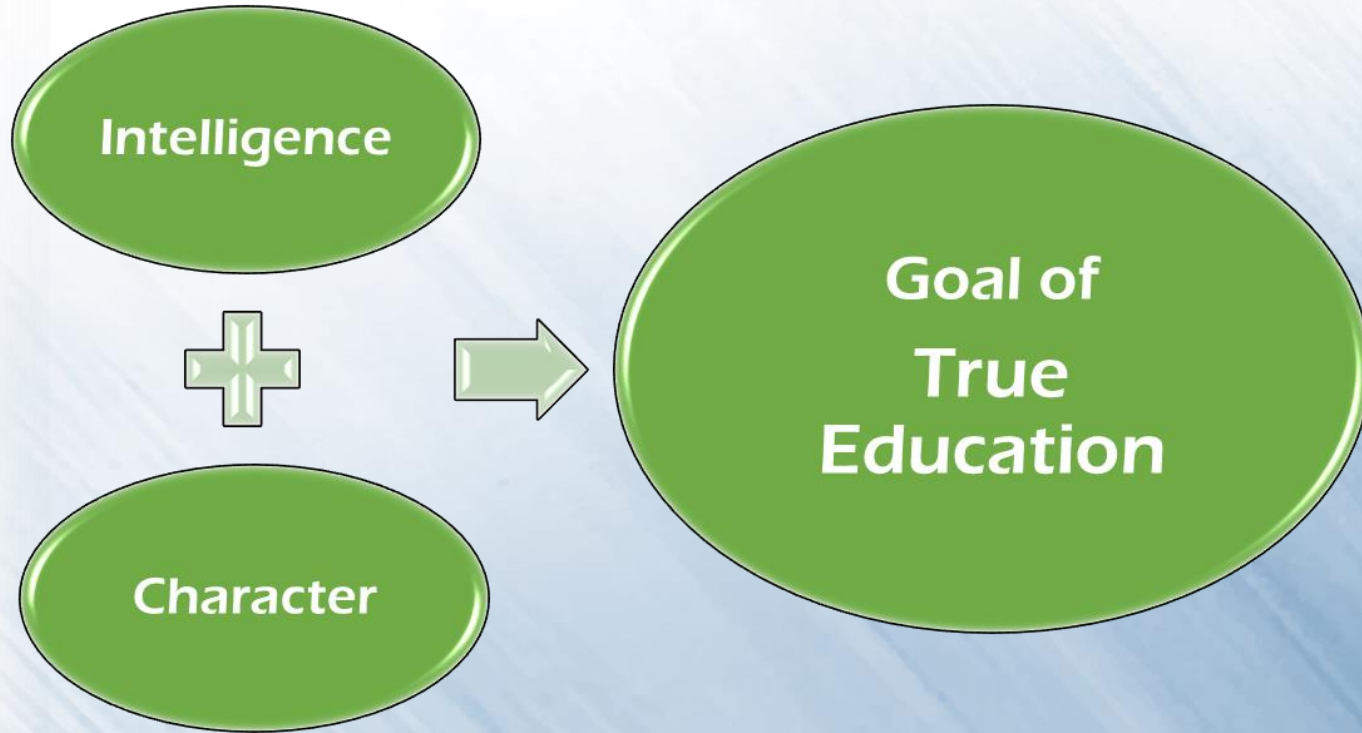 Intelligence
Character
Goal of
True
Education